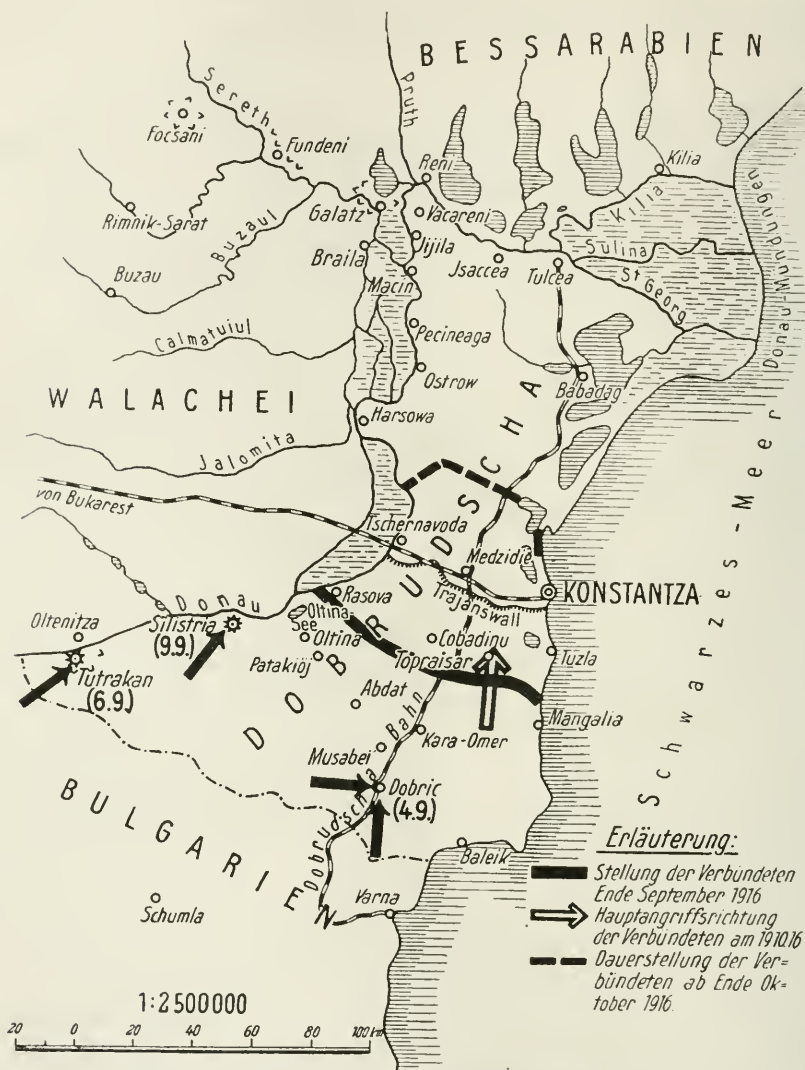 BESSARABIEN
Sereth
Pruth
Focsani
Fundeni
Reni
Kilia
Kilia
Galatz
Vacareni
Rimnik-Sarat
Buzaul
Braila
Jijila
Jsaccea
Tulcea
Sulina
St Georg
Donau-Mündungen
Buzau
Macin
Calmatuiul
Pecineaga
Ostrow
Babadag
WALACHEI
Harsowa
Jalomita
von Bukarest
Tschernavoda
Medzidie
KONSTANTZA
Trajanswall
Donau
Rasova
Oltenitza
Silistria
(9.9.)
Oltina-
See
Oltina
Cobadinu
Topraisar
Tuzla
Tutrakan
(6.9.)
Patakiöj
Abdat
Mangalia
DOBRUDSCHA
Schwarzes-Meer
Kara-Omer
Musabei
Dobric
(4.9.)
Dobrudscha Bahn
BULGARIEN
Baleik
Varna
Schumla
Erläuterung:
Stellung der Verbündeten
Ende September 1916
Hauptangriffsrichtung
der Verbündeten am 19.10.16
Dauerstellung der Ver=
bündeten ab Ende Ok=
tober 1916.
1:2500000
20 0 20 40 60 80 100 km